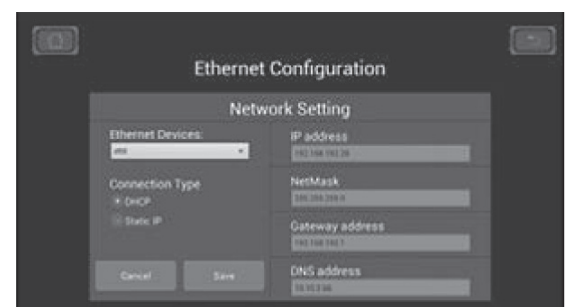 Ethernet Configuration
Network Setting
Ethernet Devices:
Connection Type
DHCP
Static IP
Cancel
Save
IP address
NetMask
Gateway address
DNS address